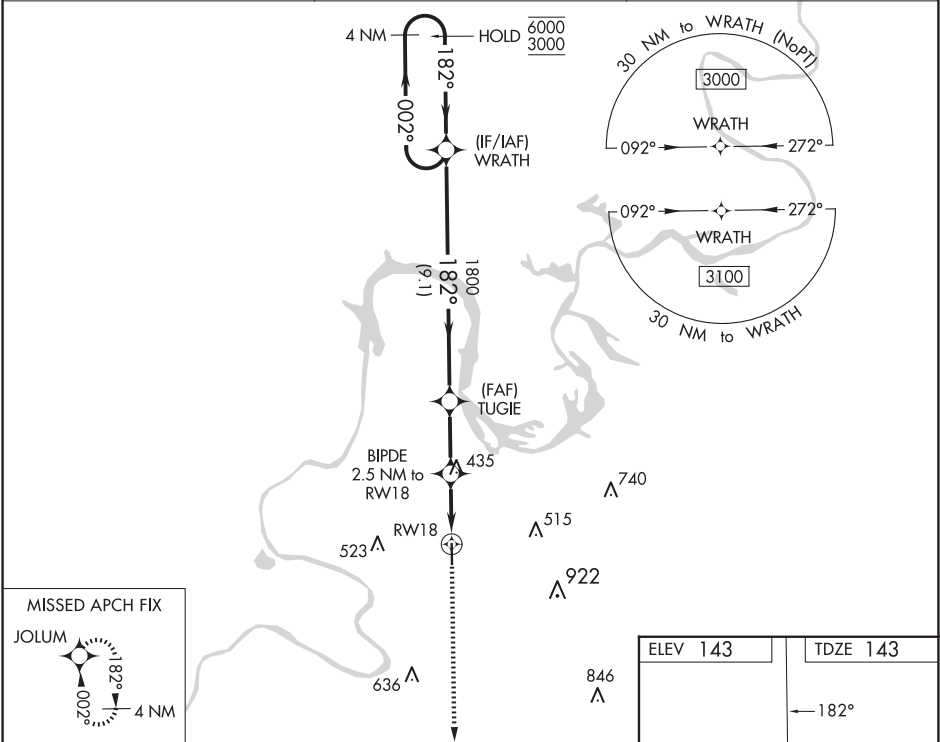 4 NM
HOLD
6000
3000
182°
002°
(IF/IAF)
WRATH
30 NM to WRATH (NoPT)
3000
WRATH
092°
272°
092°
272°
WRATH
3100
30 NM to WRATH
1800
182°
(9.1)
(FAF)
TUGIE
BIPDE
2.5 NM to
RW18
435
740
515
RW18
523
922
636
846
MISSED APCH FIX
JOLUM
182°
002°
4 NM
ELEV 143
TDZE 143
182°